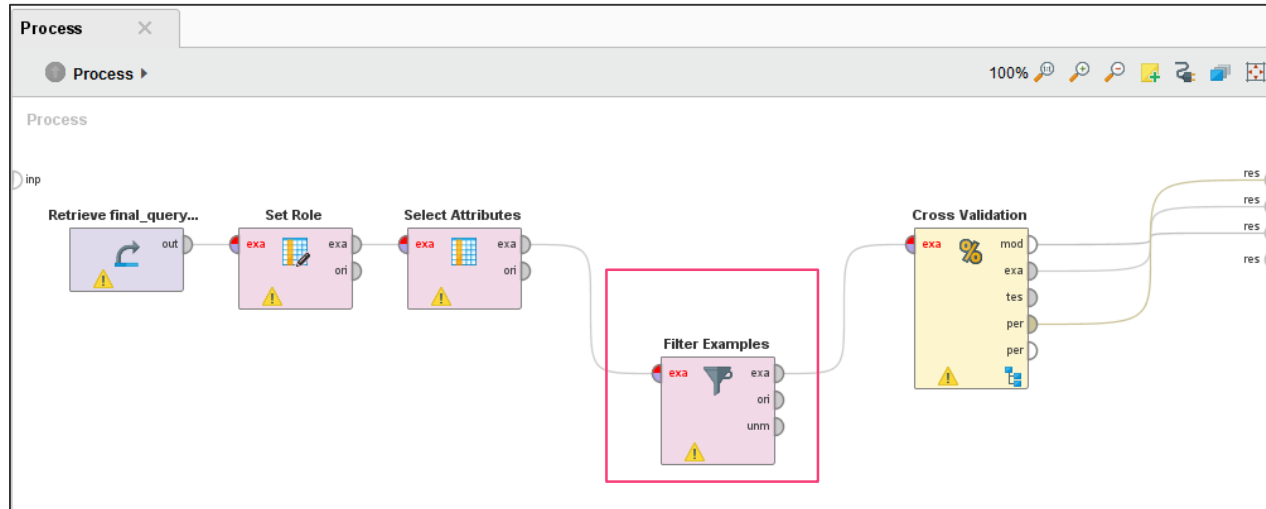 Process
Process
100%
Process
inp
Retrieve final_query...
out
Set Role
exa
exa
ori
Select Attributes
exa
exa
ori
Filter Examples
exa
exa
ori
unm
Cross Validation
exa
mod
exa
tes
per
per
res
res
res
res